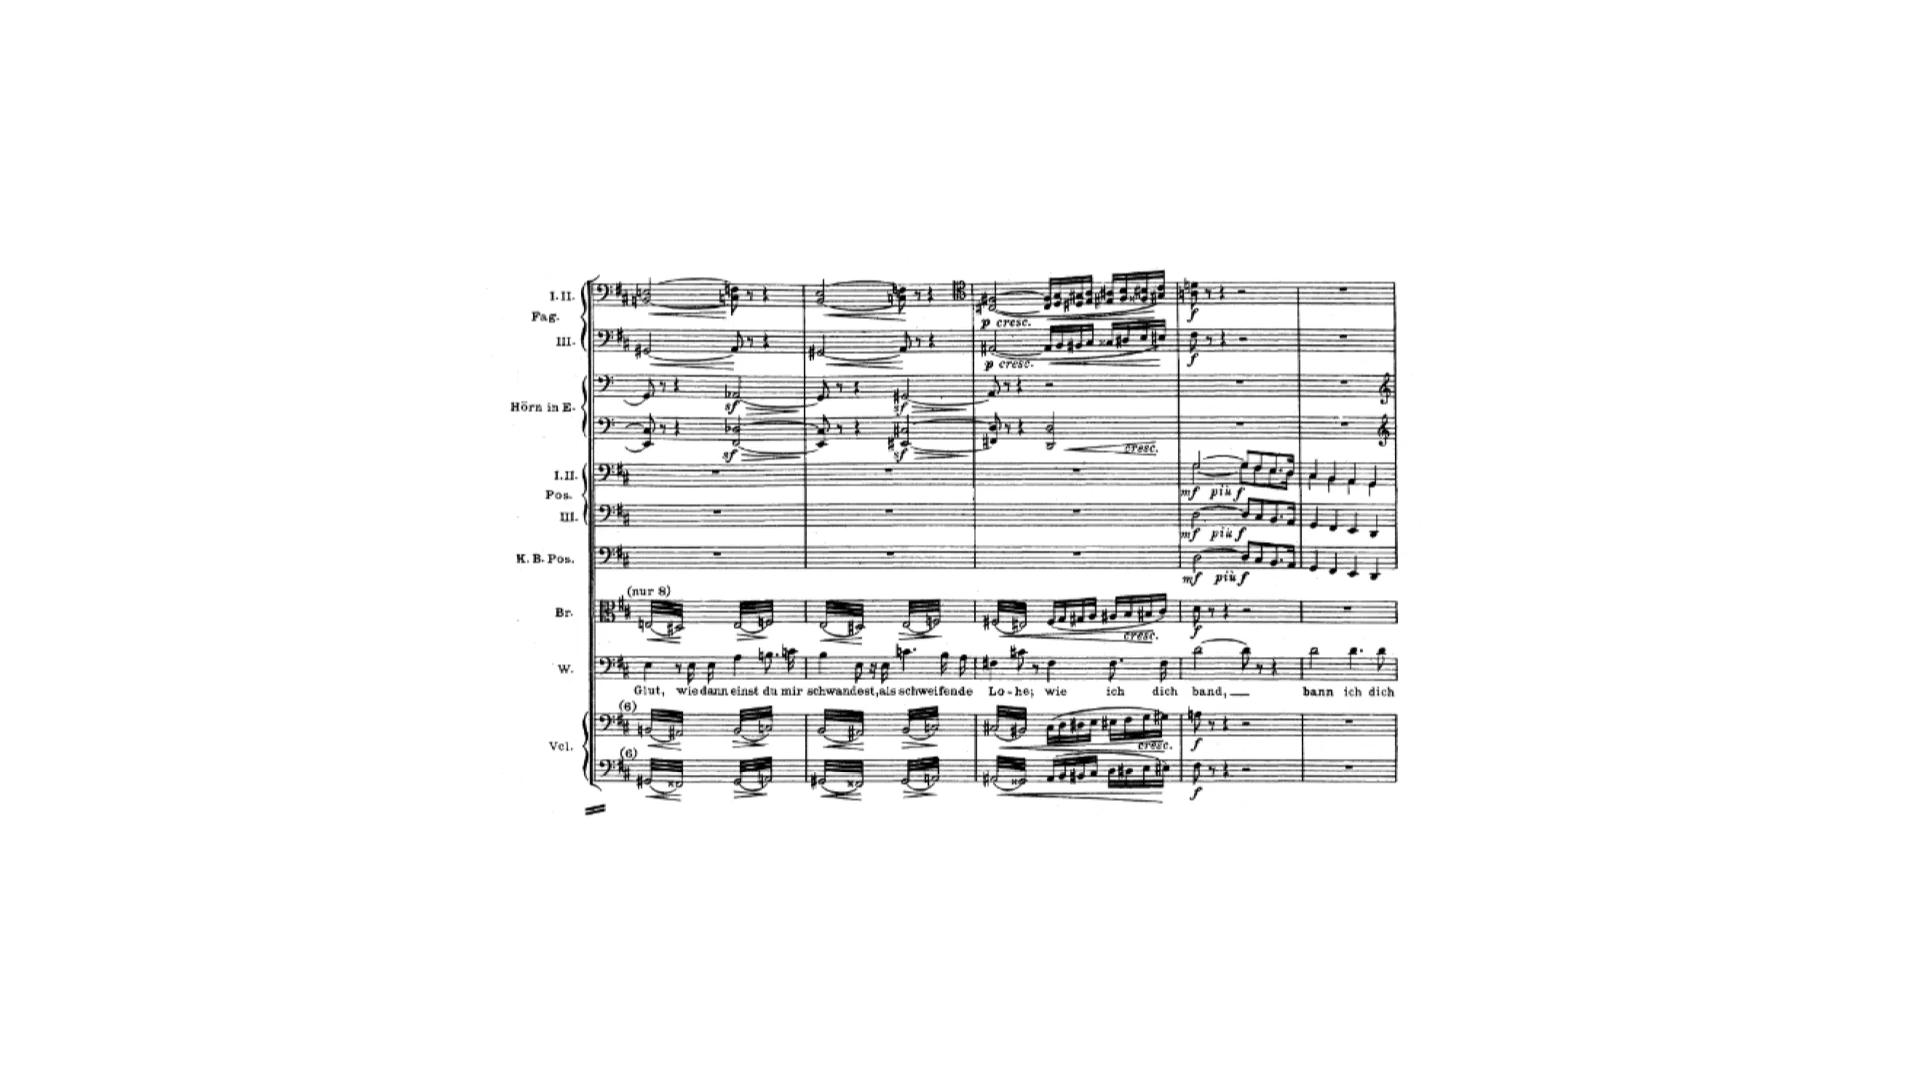 I. II.
Fag.
p cresc.
f
III.
p cresc.
f
Hörn in E.
sf
sf
sf
sf
cresc.
I. II.
Pos.
mf più f
III.
mf più f
K. B. Pos.
mf più f
(nur 8)
Br.
cresc.
f
W.
Glut, wie dann einst du mir schwandest, als schweifende Lo-he; wie ich dich band, bann ich dich
(6)
Vcl.
cresc.
f
(6)
f